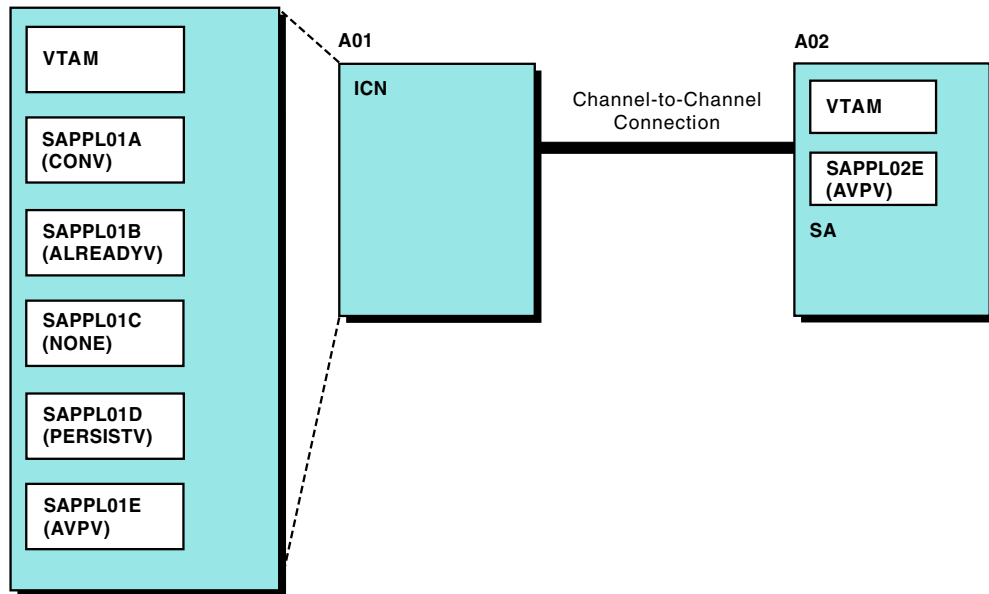 VTAM
SAPPL01A
(CONV)
SAPPL01B
(ALREADYV)
SAPPL01C
(NONE)
SAPPL01D
(PERSISTV)
SAPPL01E
(AVPV)
A01
ICN
Channel-to-Channel
Connection
A02
VTAM
SAPPL02E
(AVPV)
SA